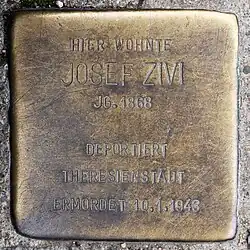 HIER WOHNTE
JOSEF ZIVI
JG. 1868
DEPORTIERT
THERESIENSTADT
ERMORDET 10.1.1943